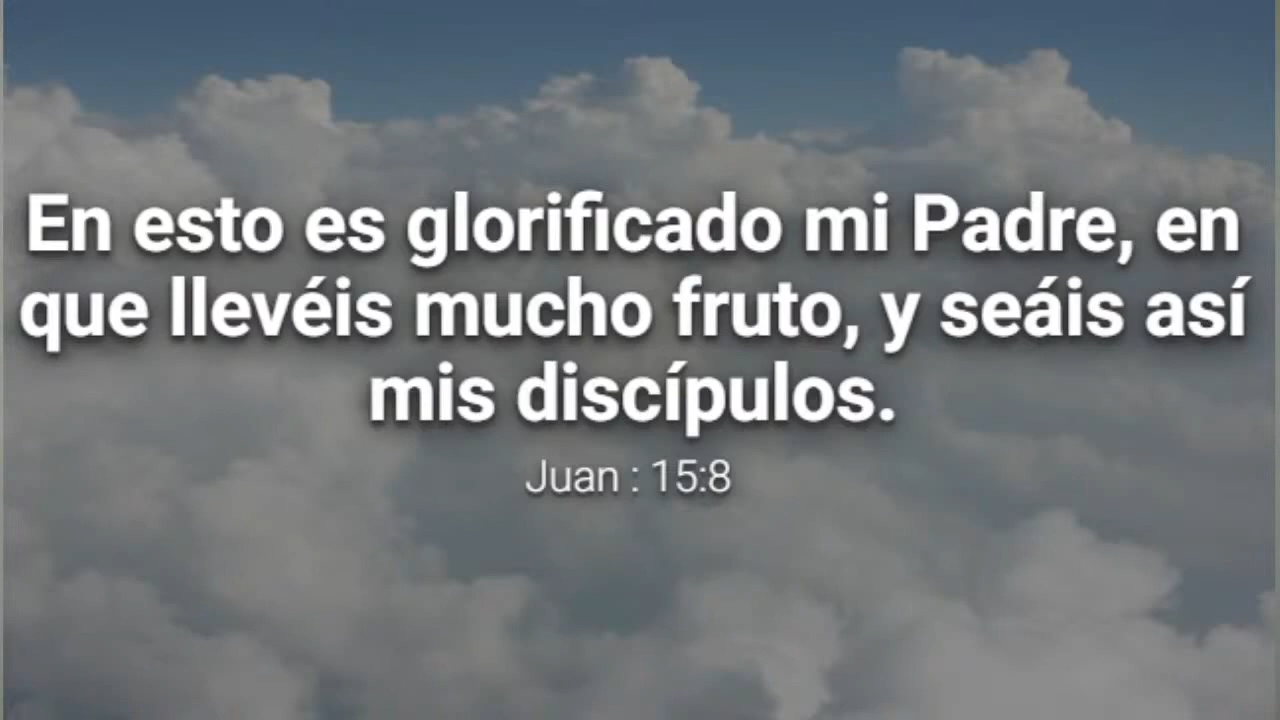 En esto es glorificado mi Padre, en
que llevéis mucho fruto, y seáis así
mis discípulos.
Juan : 15:8